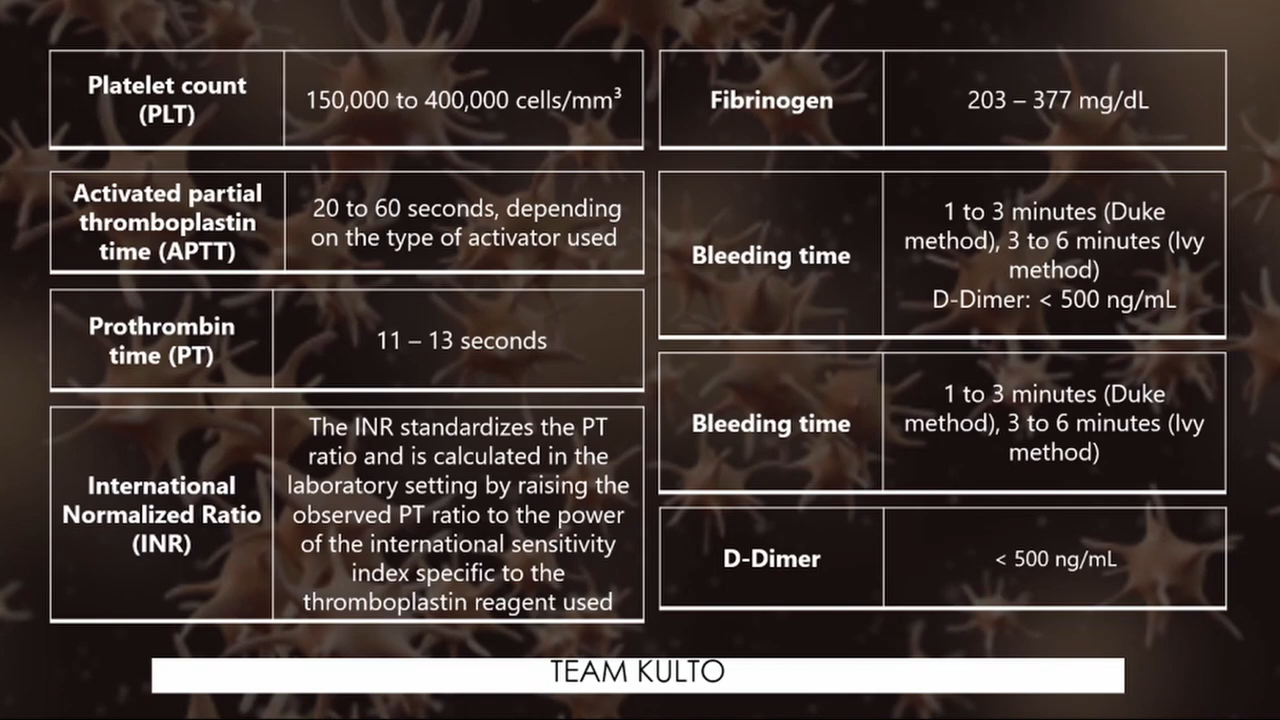 Platelet count
(PLT)
150,000 to 400,000 cells/mm³
Activated partial
thromboplastin
time (APTT)
20 to 60 seconds, depending
on the type of activator used
Prothrombin
time (PT)
11 – 13 seconds
International
Normalized Ratio
(INR)
The INR standardizes the PT
ratio and is calculated in the
laboratory setting by raising the
observed PT ratio to the power
of the international sensitivity
index specific to the
thromboplastin reagent used
Fibrinogen
203 – 377 mg/dL
Bleeding time
1 to 3 minutes (Duke
method), 3 to 6 minutes (Ivy
method)
D-Dimer: < 500 ng/mL
Bleeding time
1 to 3 minutes (Duke
method), 3 to 6 minutes (Ivy
method)
D-Dimer
< 500 ng/mL
TEAM KULTO